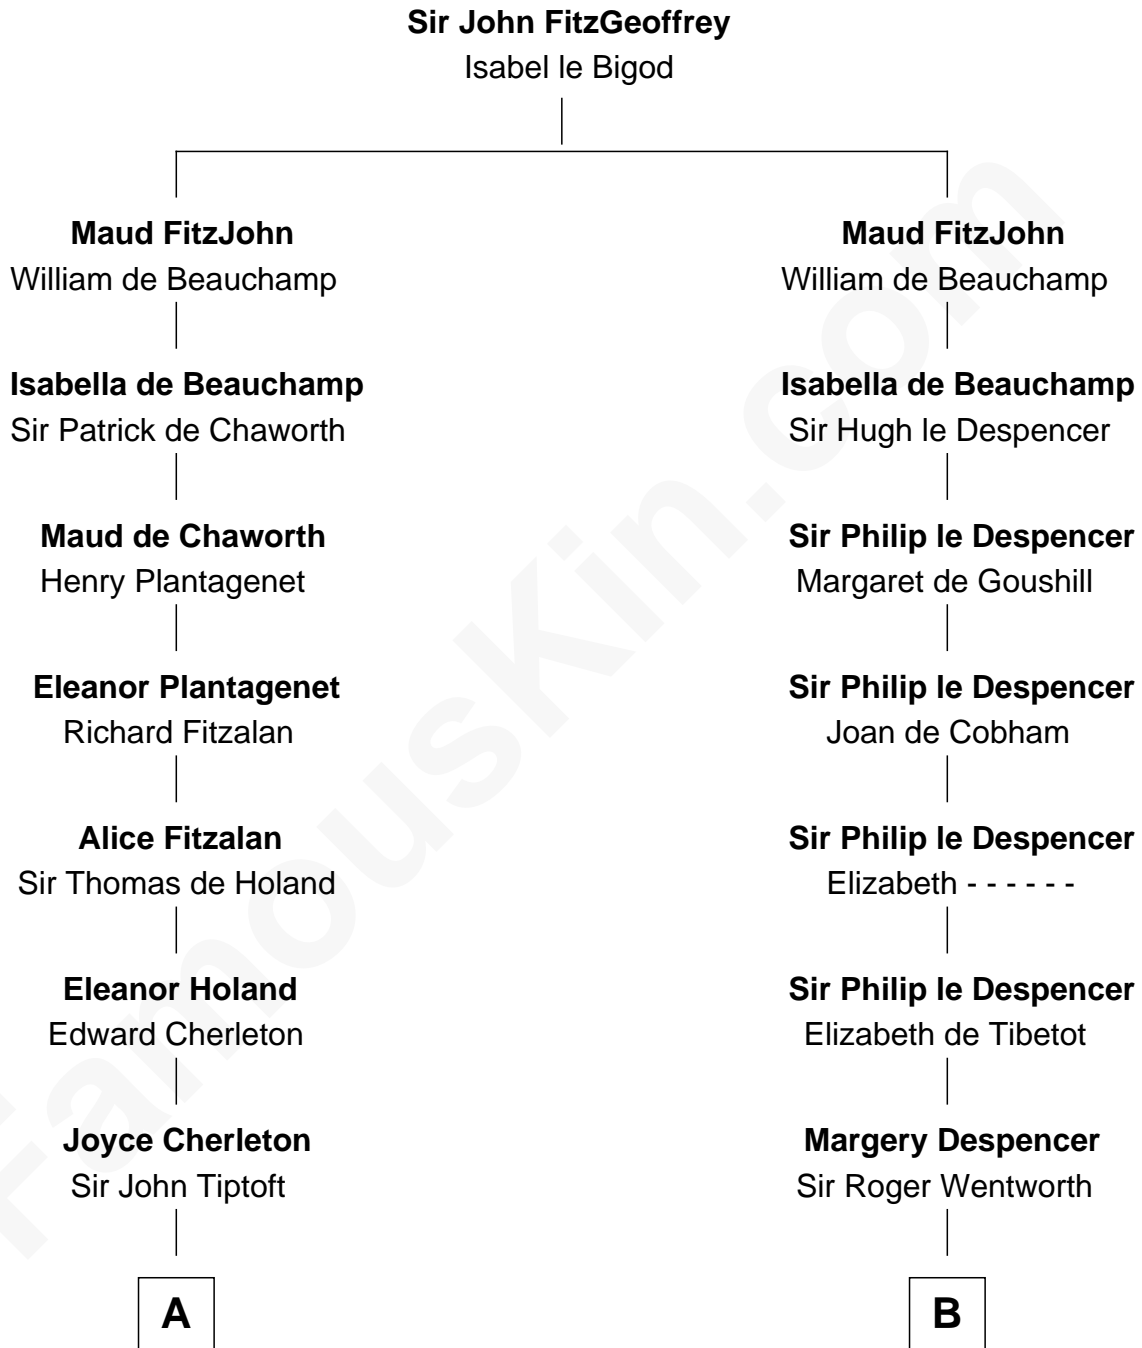 Sir John FitzGeoffrey
Isabel le Bigod
Maud FitzJohn
William de Beauchamp
Isabella de Beauchamp
Sir Patrick de Chaworth
Maud de Chaworth
Henry Plantagenet
Eleanor Plantagenet
Richard Fitzalan
Alice Fitzalan
Sir Thomas de Holand
Eleanor Holand
Edward Cherleton
Joyce Cherleton
Sir John Tiptoft
A
Maud FitzJohn
William de Beauchamp
Isabella de Beauchamp
Sir Hugh le Despencer
Sir Philip le Despencer
Margaret de Goushill
Sir Philip le Despencer
Joan de Cobham
Sir Philip le Despencer
Elizabeth - - - - - -
Sir Philip le Despencer
Elizabeth de Tibetot
Margery Despencer
Sir Roger Wentworth
B
FamousKin.com